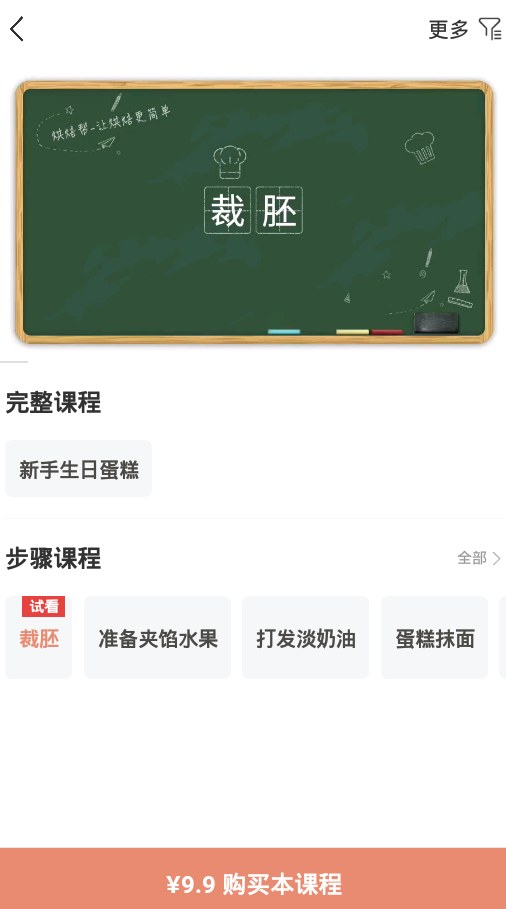 更多
烘焙帮-让烘焙更简单
裁胚
完整课程
新手生日蛋糕
步骤课程
全部
试看
裁胚
准备夹馅水果
打发淡奶油
蛋糕抹面
¥9.9 购买本课程